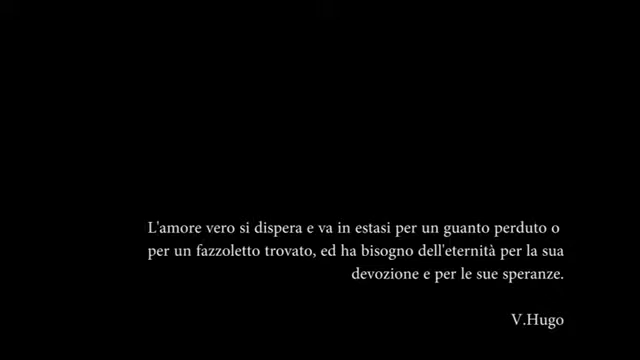 L'amore vero si dispera e va in estasi per un guanto perduto o
per un fazzoletto trovato, ed ha bisogno dell'eternità per la sua
devozione e per le sue speranze.
V.Hugo